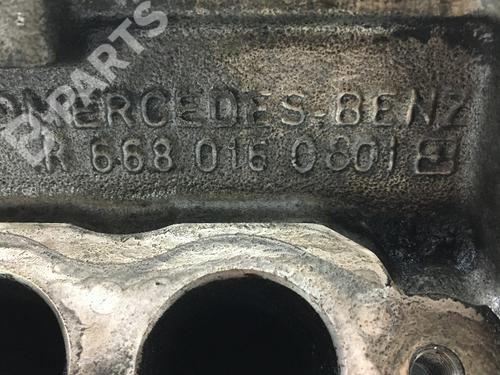 B-PARTS
MERCEDES-BENZ
R 668 016 0801